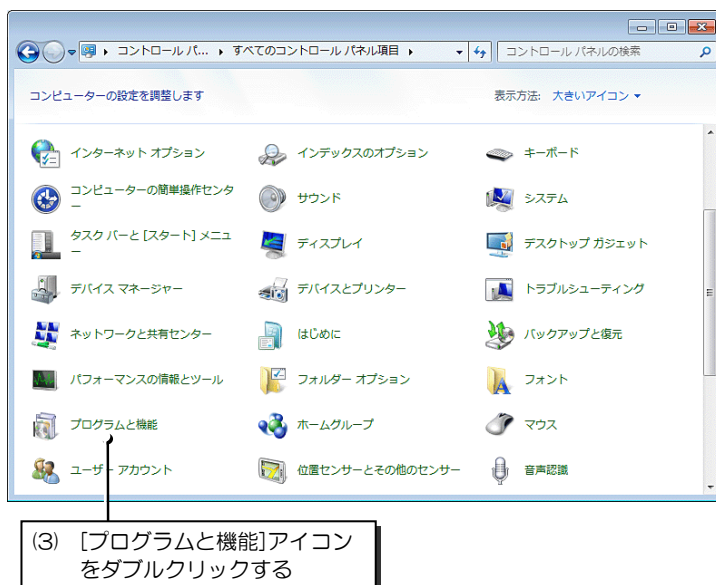 コントロール パ... すべてのコントロール パネル項目 コントロール パネルの検索
コンピューターの設定を調整します 表示方法: 大きいアイコン
インターネット オプション インデックスのオプション キーボード
コンピューターの簡単操作センタ
ー サウンド システム
タスク バーと [スタート] メニュ
ー ディスプレイ デスクトップ ガジェット
デバイス マネージャー デバイスとプリンター トラブルシューティング
ネットワークと共有センター はじめに バックアップと復元
パフォーマンスの情報とツール フォルダー オプション フォント
プログラムと機能 ホームグループ マウス
ユーザー アカウント 位置センサーとその他のセンサー 音声認識
(3) [プログラムと機能]アイコン
をダブルクリックする